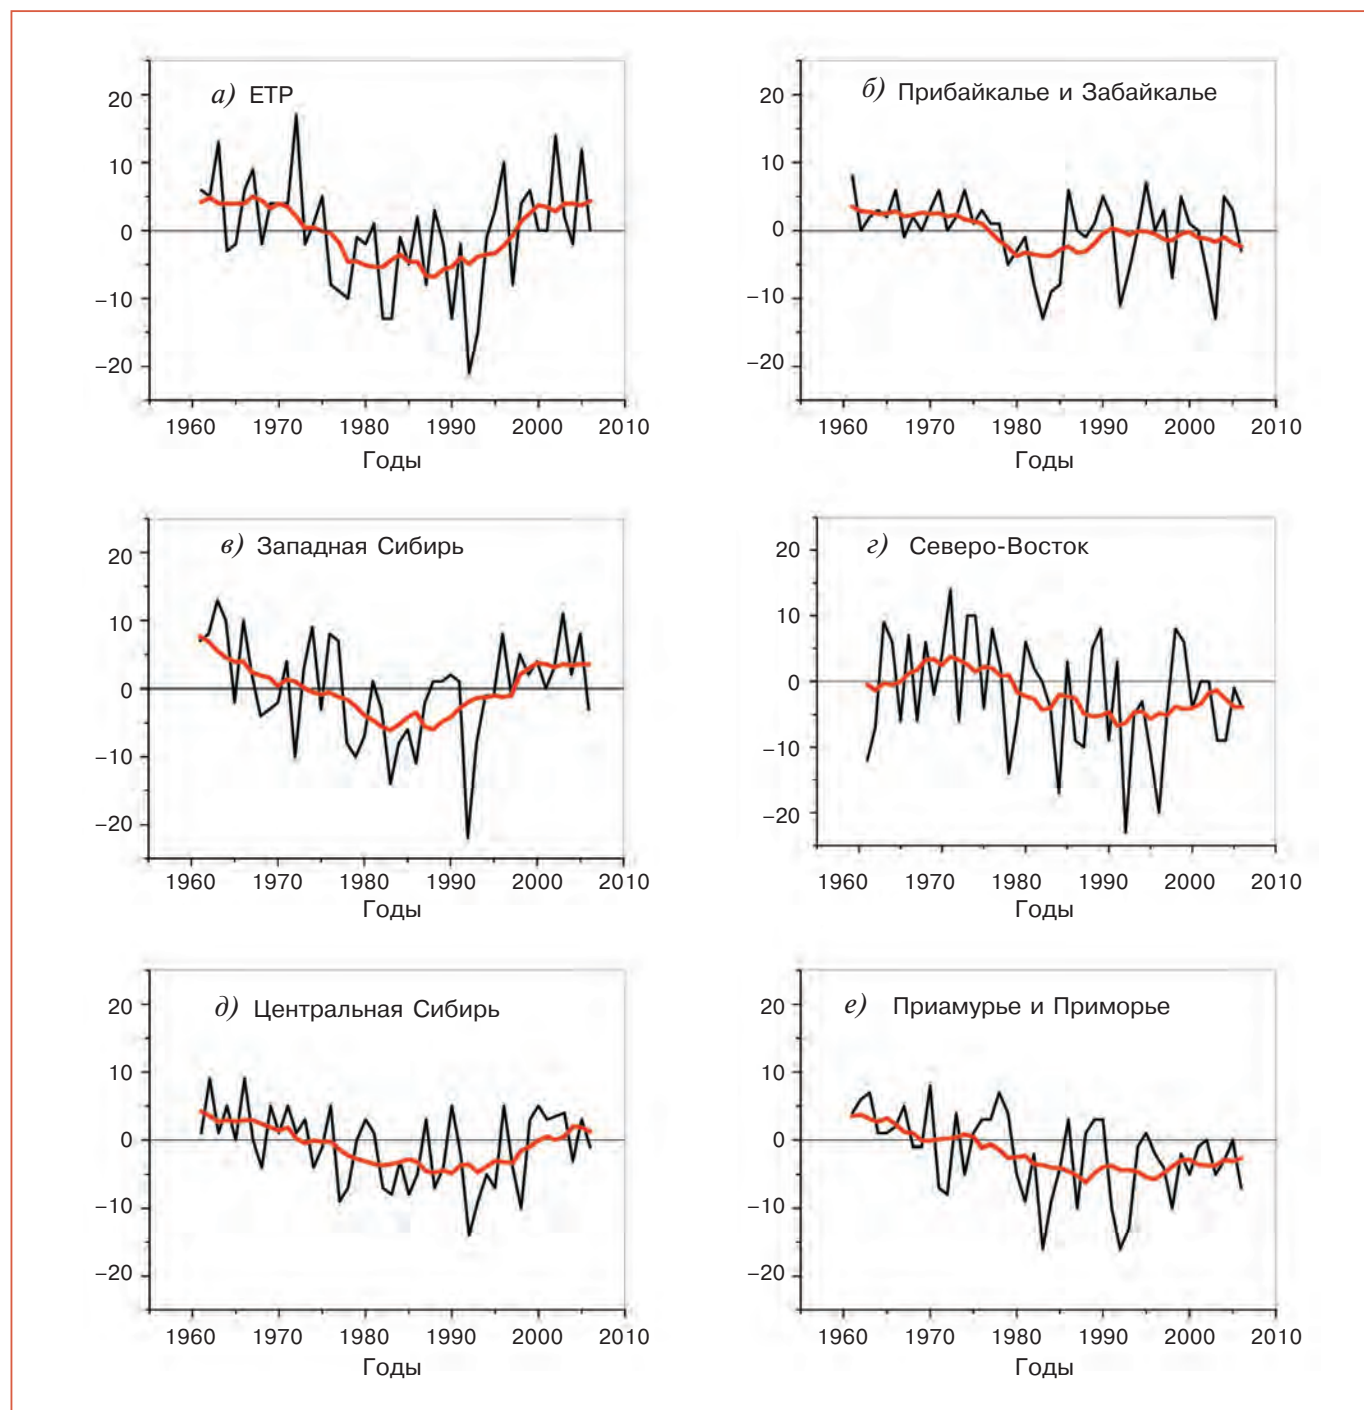 а) ЕТР
20
10
0
−10
−20
1960 1970 1980 1990 2000 2010
Годы
б) Прибайкалье и Забайкалье
20
10
0
−10
−20
1960 1970 1980 1990 2000 2010
Годы
в) Западная Сибирь
20
10
0
−10
−20
1960 1970 1980 1990 2000 2010
Годы
г) Северо-Восток
20
10
0
−10
−20
1960 1970 1980 1990 2000 2010
Годы
д) Центральная Сибирь
20
10
0
−10
−20
1960 1970 1980 1990 2000 2010
Годы
е) Приамурье и Приморье
20
10
0
−10
−20
1960 1970 1980 1990 2000 2010
Годы